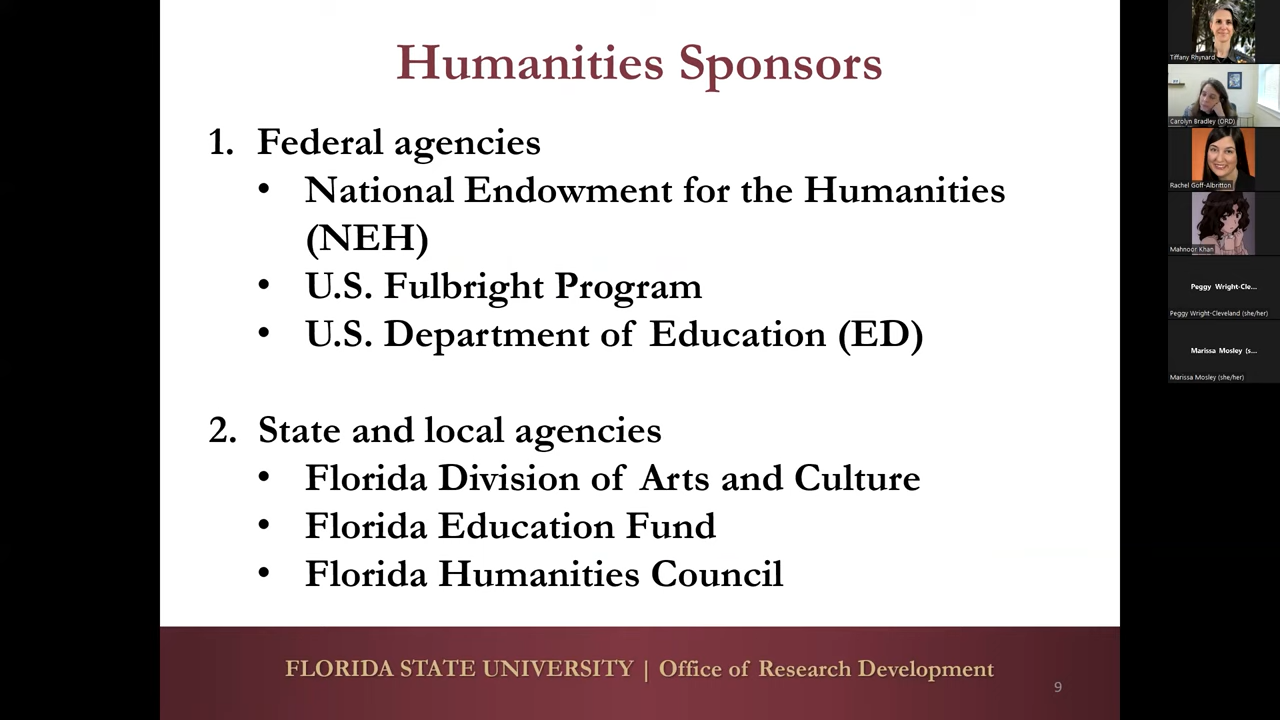 Humanities Sponsors
1. Federal agencies
• National Endowment for the Humanities
(NEH)
• U.S. Fulbright Program
• U.S. Department of Education (ED)
2. State and local agencies
• Florida Division of Arts and Culture
• Florida Education Fund
• Florida Humanities Council
FLORIDA STATE UNIVERSITY | Office of Research Development
9
Tiffany Rhynard
Carolyn Bradley (ORD)
Rachel Goff-Albritton
Mahnoor Khan
Peggy Wright-Cle...
Peggy Wright-Cleveland (she/her)
Marissa Mosley (s...
Marissa Mosley (she/her)